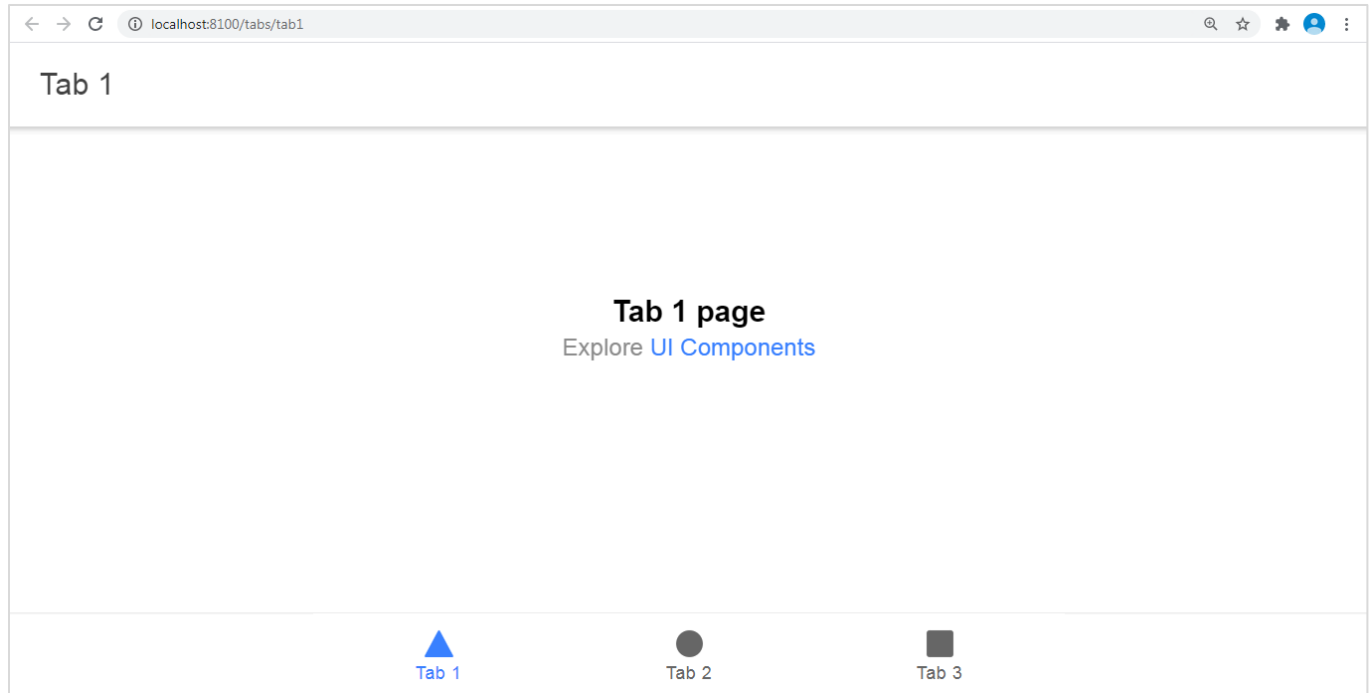 localhost:8100/tabs/tab1
Tab 1
Tab 1 page
Explore UI Components
Tab 1 Tab 2 Tab 3